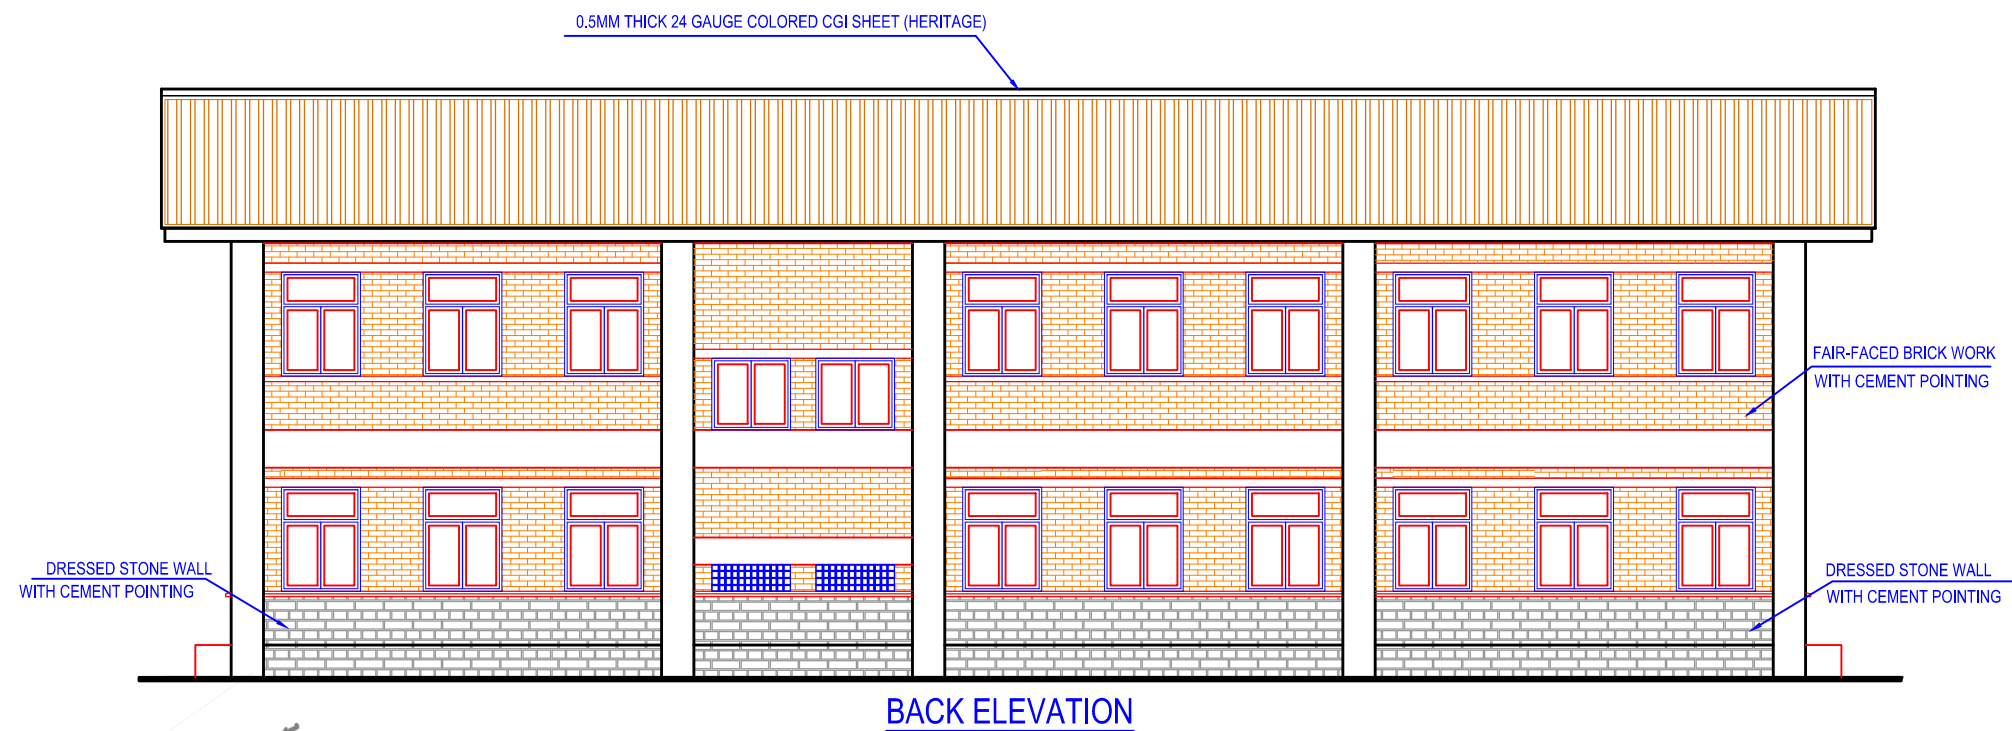 0.5MM THICK 24 GAUGE COLORED CGI SHEET (HERITAGE)
FAIR-FACED BRICK WORK
WITH CEMENT POINTING
DRESSED STONE WALL
WITH CEMENT POINTING
DRESSED STONE WALL
WITH CEMENT POINTING
BACK ELEVATION